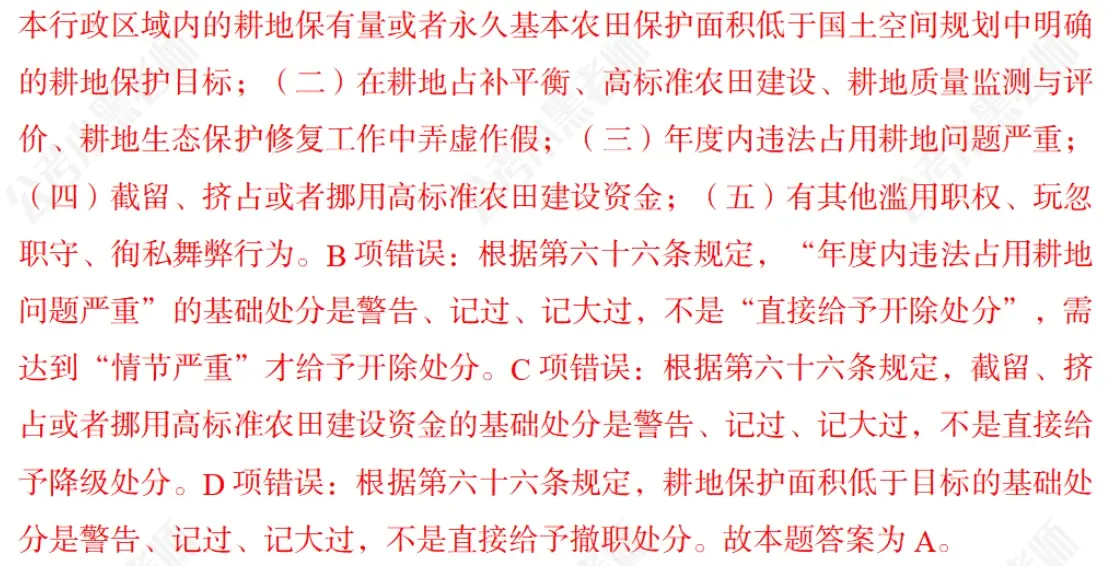 本行政区域内的耕地保有量或者永久基本农田保护面积低于国土空间规划中明确
的耕地保护目标；（二）在耕地占补平衡、高标准农田建设、耕地质量监测与评
价、耕地生态保护修复工作中弄虚作假；（三）年度内违法占用耕地问题严重；
（四）截留、挤占或者挪用高标准农田建设资金；（五）有其他滥用职权、玩忽
职守、徇私舞弊行为。B 项错误：根据第六十六条规定，“年度内违法占用耕地
问题严重”的基础处分是警告、记过、记大过，不是“直接给予开除处分”，需
达到“情节严重”才给予开除处分。C 项错误：根据第六十六条规定，截留、挤
占或者挪用高标准农田建设资金的基础处分是警告、记过、记大过，不是直接给
予降级处分。D 项错误：根据第六十六条规定，耕地保护面积低于目标的基础处
分是警告、记过、记大过，不是直接给予撤职处分。故本题答案为 A。